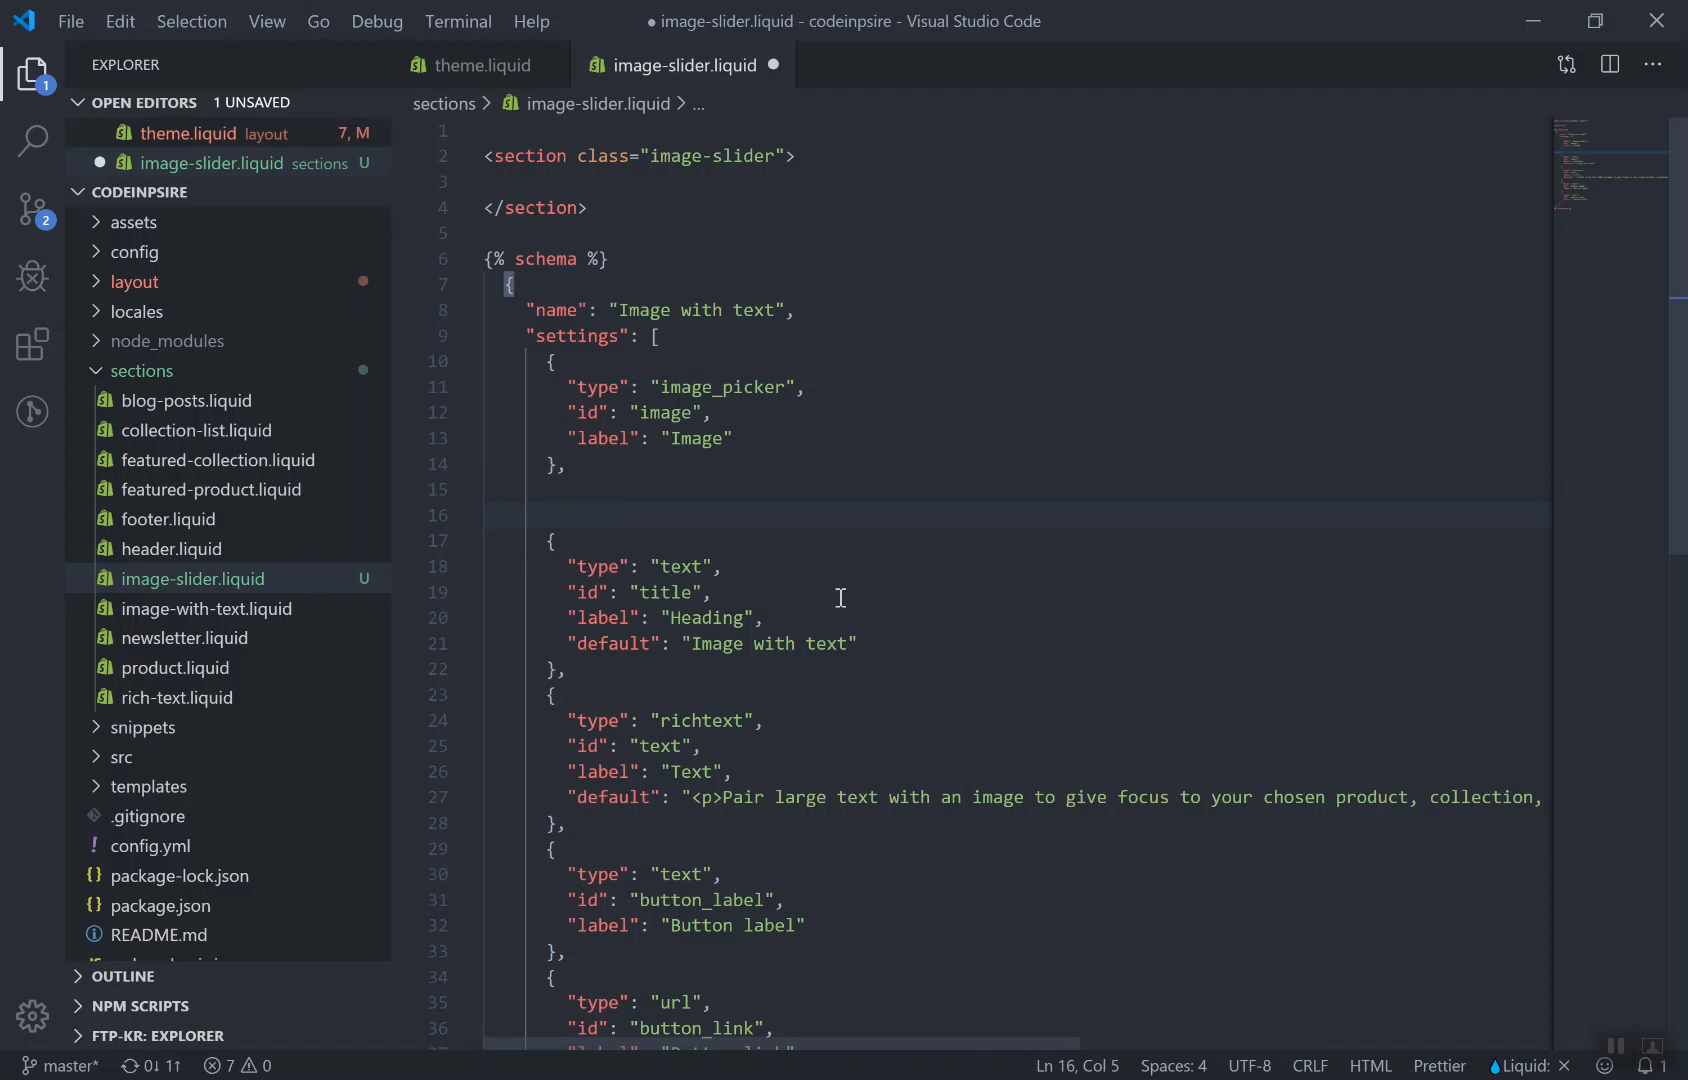 File Edit Selection View Go Debug Terminal Help
● image-slider.liquid - codeinpsire - Visual Studio Code
EXPLORER
OPEN EDITORS 1 UNSAVED
theme.liquid layout 7, M
image-slider.liquid sections U
CODEINPSIRE
assets
config
layout
locales
node_modules
sections
blog-posts.liquid
collection-list.liquid
featured-collection.liquid
featured-product.liquid
footer.liquid
header.liquid
image-slider.liquid U
image-with-text.liquid
newsletter.liquid
product.liquid
rich-text.liquid
snippets
src
templates
.gitignore
config.yml
package-lock.json
package.json
README.md
OUTLINE
NPM SCRIPTS
FTP-KR: EXPLORER
1
2
theme.liquid
image-slider.liquid
sections > image-slider.liquid > ...
1
2 <section class="image-slider">
3
4 </section>
5
6 {% schema %}
7 {
8 "name": "Image with text",
9 "settings": [
10 {
11 "type": "image_picker",
12 "id": "image",
13 "label": "Image"
14 },
15
16
17 {
18 "type": "text",
19 "id": "title",
20 "label": "Heading",
21 "default": "Image with text"
22 },
23 {
24 "type": "richtext",
25 "id": "text",
26 "label": "Text",
27 "default": "<p>Pair large text with an image to give focus to your chosen product, collection,
28 },
29 {
30 "type": "text",
31 "id": "button_label",
32 "label": "Button label"
33 },
34 {
35 "type": "url",
36 "id": "button_link",
master* 0↓ 1↑ 7 0
Ln 16, Col 5 Spaces: 4 UTF-8 CRLF HTML Prettier Liquid: ✕ 1